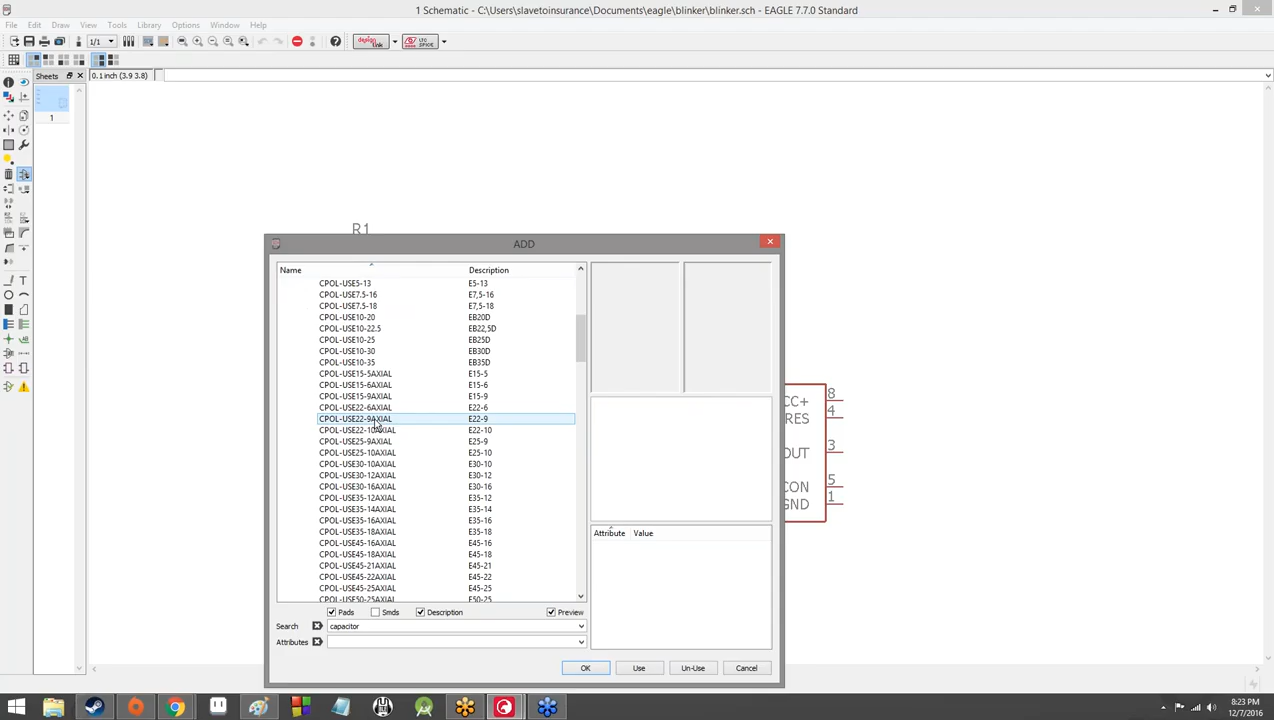 1 Schematic - C:\Users\slavetoinsurance\Documents\eagle\blinker\blinker.sch - EAGLE 7.7.0 Standard
File Edit Draw View Tools Library Options Window Help
1/1 design link LTC SPICE
Sheets 0.1 inch (3.9 3.8)
1
R1
ADD
Name Description
CPOL-USE5-13 E5-13
CPOL-USE7.5-16 E7,5-16
CPOL-USE7.5-18 E7,5-18
CPOL-USE10-20 EB20D
CPOL-USE10-22.5 EB22,5D
CPOL-USE10-25 EB25D
CPOL-USE10-30 EB30D
CPOL-USE10-35 EB35D
CPOL-USE15-5AXIAL E15-5
CPOL-USE15-6AXIAL E15-6
CPOL-USE15-9AXIAL E15-9
CPOL-USE22-6AXIAL E22-6
CPOL-USE22-9AXIAL E22-9
CPOL-USE22-10AXIAL E22-10
CPOL-USE25-9AXIAL E25-9
CPOL-USE25-10AXIAL E25-10
CPOL-USE30-10AXIAL E30-10
CPOL-USE30-12AXIAL E30-12
CPOL-USE30-16AXIAL E30-16
CPOL-USE35-12AXIAL E35-12
CPOL-USE35-14AXIAL E35-14
CPOL-USE35-16AXIAL E35-16
CPOL-USE35-18AXIAL E35-18
CPOL-USE45-16AXIAL E45-16
CPOL-USE45-18AXIAL E45-18
CPOL-USE45-21AXIAL E45-21
CPOL-USE45-22AXIAL E45-22
CPOL-USE45-25AXIAL E45-25
CPOL-USE50-25AXIAL E50-25
Attribute Value
CC+ 8
RES 4
OUT 3
CON 5
GND 1
Pads Smds Description Preview
Search capacitor
Attributes
OK Use Un-Use Cancel
8:23 PM
12/7/2016